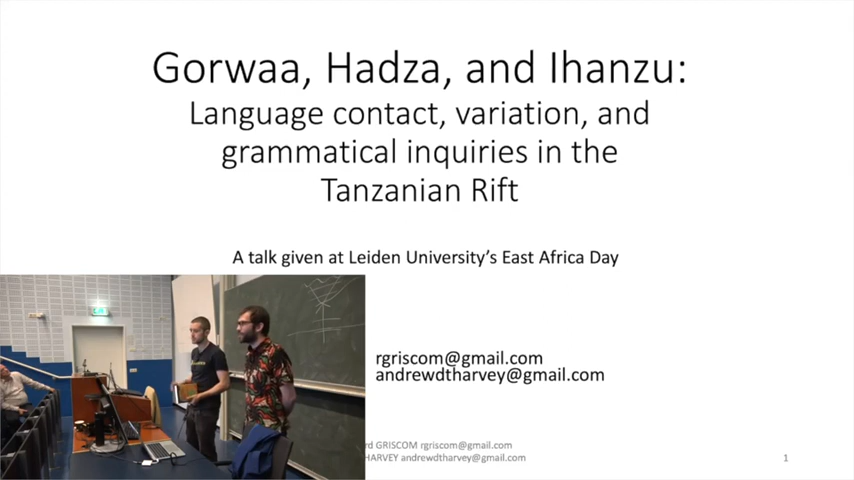 Gorwaa, Hadza, and Ihanzu:
Language contact, variation, and
grammatical inquiries in the
Tanzanian Rift
A talk given at Leiden University's East Africa Day
rgriscom@gmail.com
andrewdtharvey@gmail.com
rd GRISCOM rgriscom@gmail.com
HARVEY andrewdtharvey@gmail.com
1